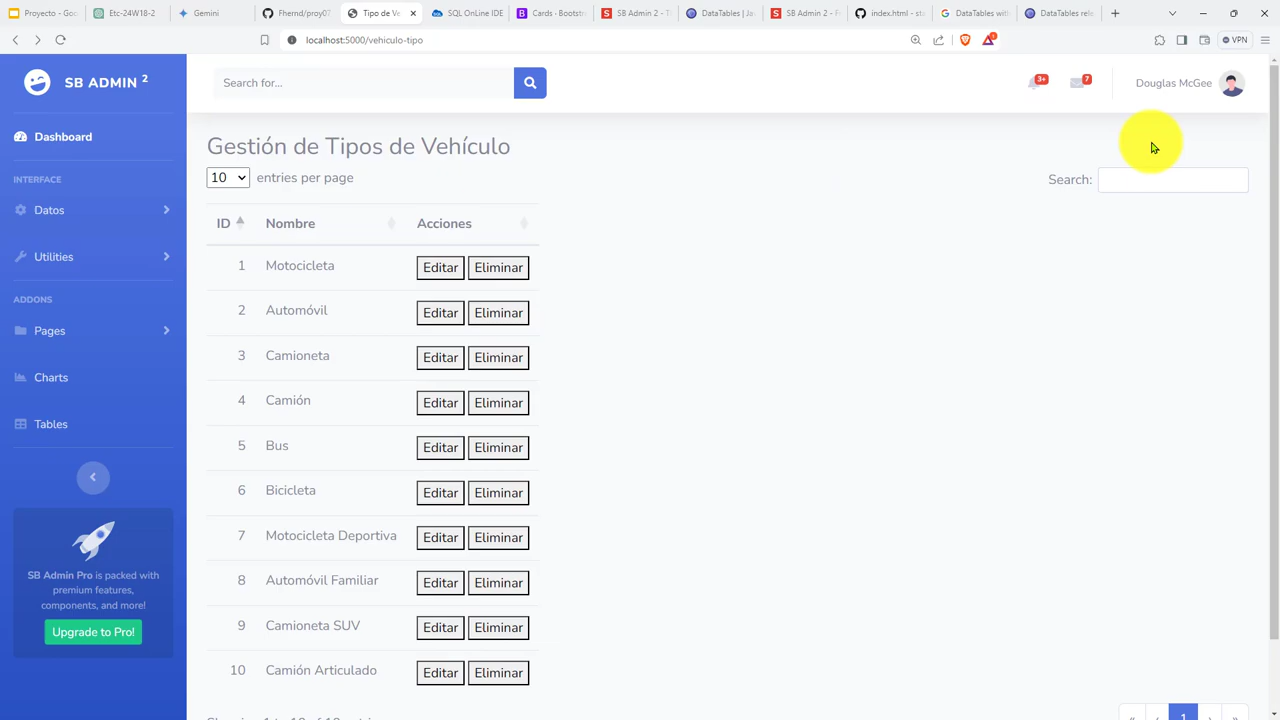 Proyecto - Goo
Etc-24W18-2
Gemini
Fhernd/proy07
Tipo de Ve
SQL OnLine IDE
Cards · Bootstr
SB Admin 2 - T
DataTables | Ja
SB Admin 2 - F
index.html - sta
DataTables with
DataTables rele
localhost:5000/vehiculo-tipo
VPN
SB ADMIN 2
Search for...
3+
7
Douglas McGee
Dashboard
INTERFACE
Datos
Utilities
ADDONS
Pages
Charts
Tables
SB Admin Pro is packed with
premium features,
components, and more!
Upgrade to Pro!
Gestión de Tipos de Vehículo
10 entries per page
Search:
ID Nombre Acciones
1 Motocicleta Editar Eliminar
2 Automóvil Editar Eliminar
3 Camioneta Editar Eliminar
4 Camión Editar Eliminar
5 Bus Editar Eliminar
6 Bicicleta Editar Eliminar
7 Motocicleta Deportiva Editar Eliminar
8 Automóvil Familiar Editar Eliminar
9 Camioneta SUV Editar Eliminar
10 Camión Articulado Editar Eliminar
« ‹ 1 › »